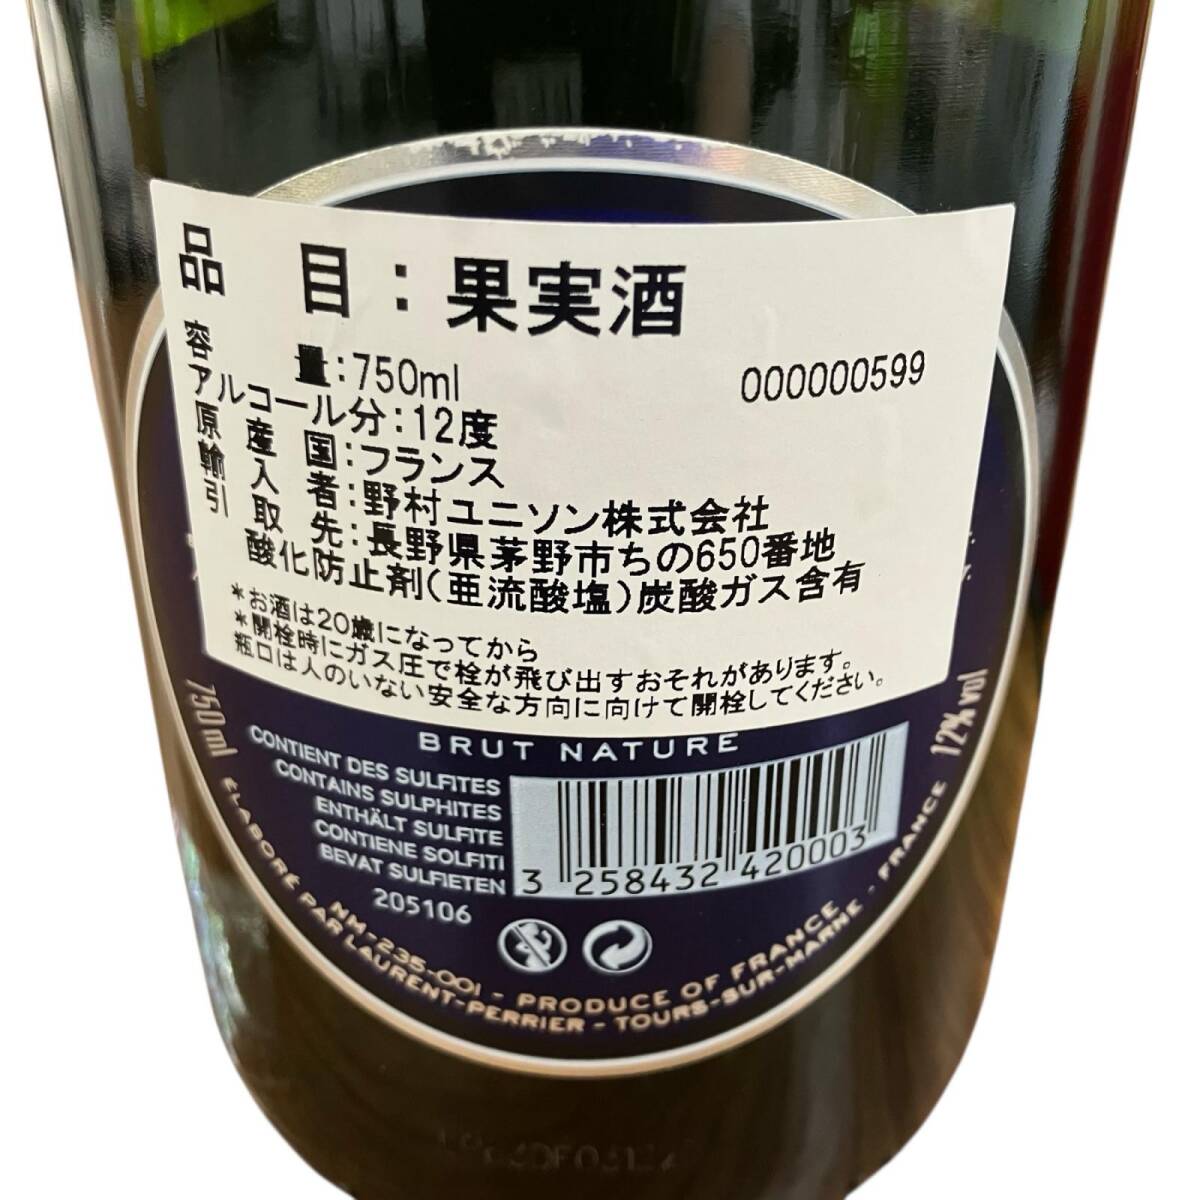 品目：果実酒
容量：750ml 000000599
アルコール分：12度
原産国：フランス
輸入者：野村ユニソン株式会社
引取先：長野県茅野市ちの650番地
酸化防止剤（亜硫酸塩）炭酸ガス含有
*お酒は20歳になってから
*開栓時にガス圧で栓が飛び出すおそれがあります。
瓶口は人のいない安全な方向に向けて開栓してください。
BRUT NATURE
750ml
12% vol
CONTIENT DES SULFITES
CONTAINS SULPHITES
ENTHÄLT SULFITE
CONTIENE SOLFITI
BEVAT SULFIETEN
205106
3 258432 420003
NM-235-001 - PRODUCE OF FRANCE
ÉLABORÉ PAR LAURENT-PERRIER - TOURS-SUR-MARNE - FRANCE